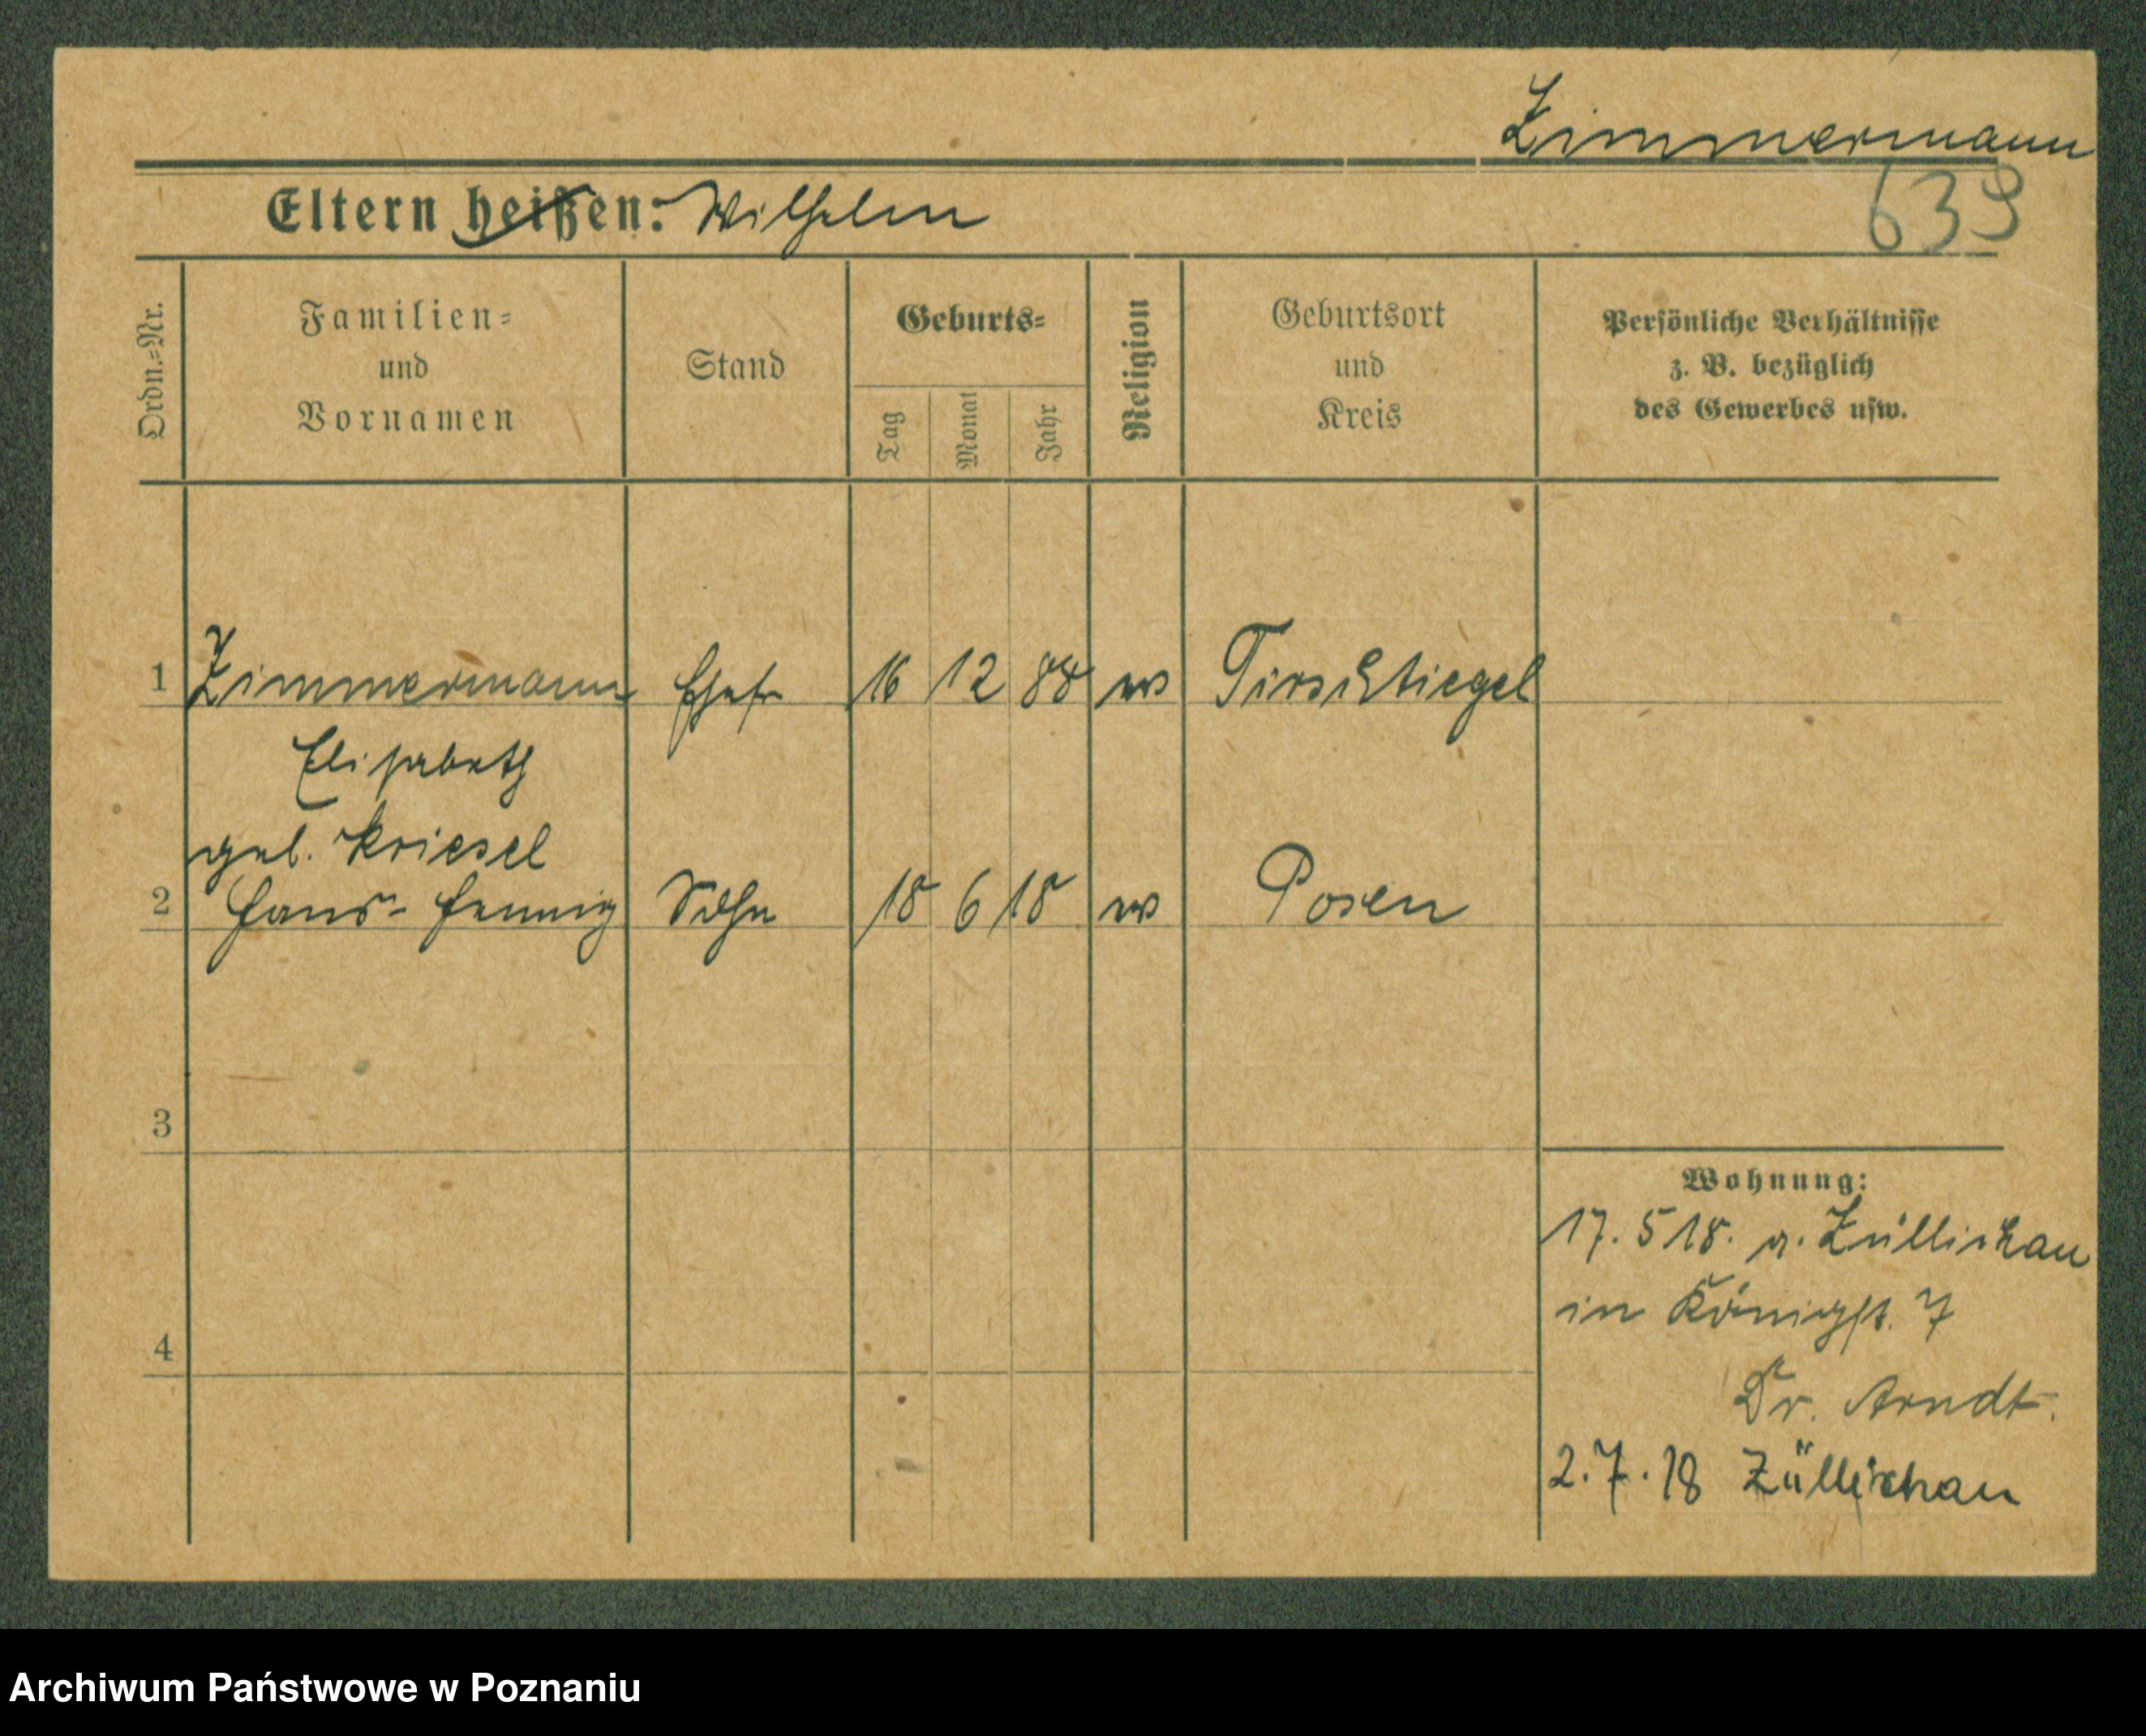 Zimmermann
639
Eltern heißen: Wilhelm
Ordn.=Nr.
Familien=
und
Vornamen
Stand
Geburts=
Tag
Monat
Jahr
Religion
Geburtsort
und
Kreis
Persönliche Verhältnisse
z. B. bezüglich
des Gewerbes usw.
1 Zimmermann Ehefr 16 12 88 ev Tirschtiegel
Elisabeth
geb. Kriesel
2 Hans-Henning Sohn 18 6 18 ev Posen
3
4
Wohnung:
17. 5 18. a. Züllichau
in Königst. 7
Dr. Arndt.
2.7.18 Züllichau
Archiwum Państwowe w Poznaniu